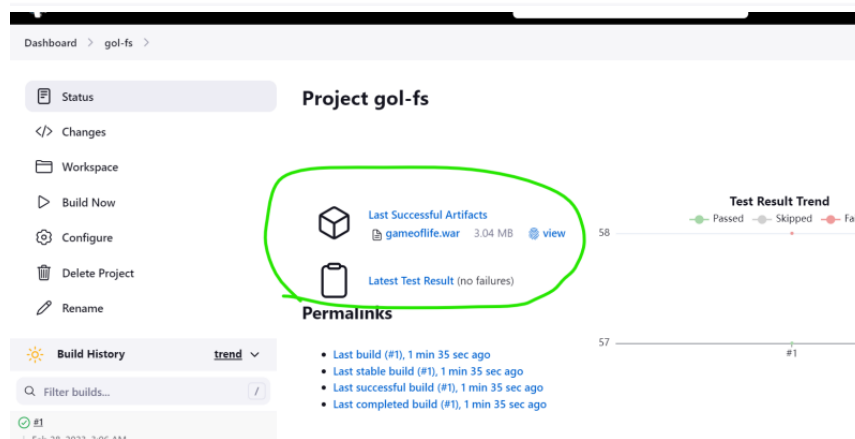 Dashboard > gol-fs >
Status
Changes
Workspace
Build Now
Configure
Delete Project
Rename
Build History trend
Filter builds... /
#1
Project gol-fs
Last Successful Artifacts
gameoflife.war 3.04 MB view
Latest Test Result (no failures)
Permalinks
Last build (#1), 1 min 35 sec ago
Last stable build (#1), 1 min 35 sec ago
Last successful build (#1), 1 min 35 sec ago
Last completed build (#1), 1 min 35 sec ago
Test Result Trend
Passed Skipped Fa
58
57
#1